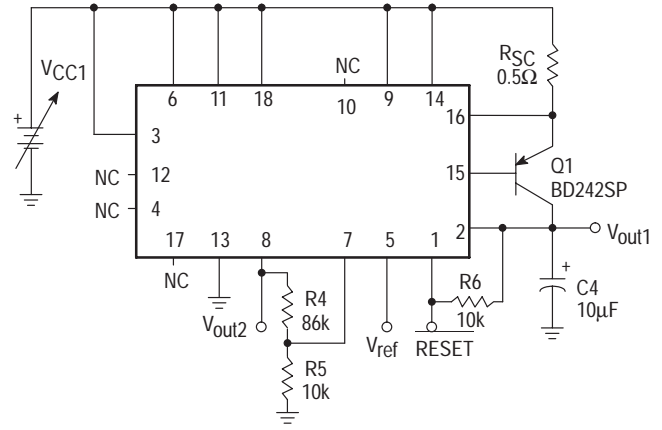 V_CC1
+
NC
R_SC
0.5Ω
6
11
18
10
9
14
16
3
15
Q1
BD242SP
NC
12
NC
4
2
V_out1
17
13
8
7
5
1
NC
R6
10k
+
C4
10µF
V_out2
R4
86k
V_ref
RESET
R5
10k